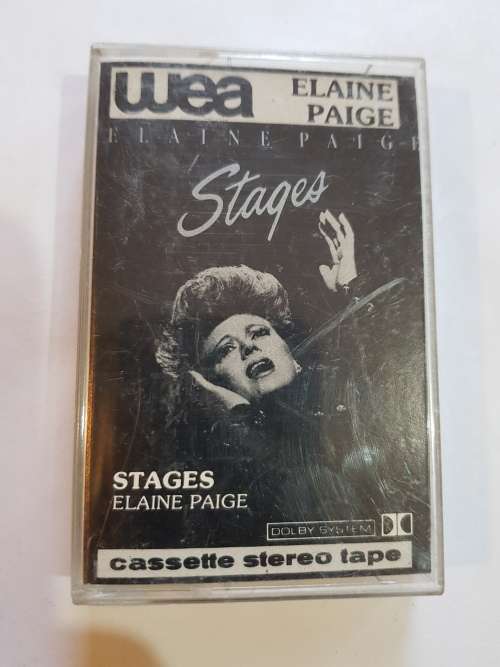 wea
ELAINE
PAIGE
ELAINE PAIGE
Stages
STAGES
ELAINE PAIGE
DOLBY SYSTEM
cassette stereo tape